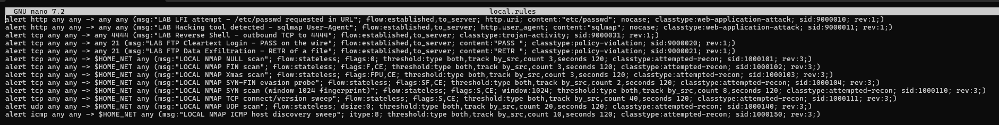 GNU nano 7.2 local.rules
alert http any any -> any any (msg:"LAB LFI attempt - /etc/passwd requested in URL"; flow:established,to_server; http.uri; content:"etc/passwd"; nocase; classtype:web-application-attack; sid:9000010; rev:1;)
alert http any any -> any any (msg:"LAB Hacking tool detected - sqlmap User-Agent"; flow:established,to_server; http.user_agent; content:"sqlmap"; nocase; classtype:web-application-attack; sid:9000011; rev:1;)
alert tcp any any -> any 4444 (msg:"LAB Reverse Shell - outbound TCP to 4444"; flow:established,to_server; classtype:trojan-activity; sid:9000031; rev:1;)
alert tcp any any -> any 21 (msg:"LAB FTP Cleartext Login - PASS on the wire"; flow:established,to_server; content:"PASS "; classtype:policy-violation; sid:9000020; rev:1;)
alert tcp any any -> any 21 (msg:"LAB FTP Data Exfiltration - RETR of a file"; flow:established,to_server; content:"RETR "; classtype:policy-violation; sid:9000021; rev:1;)
alert tcp any any -> $HOME_NET any (msg:"LOCAL NMAP NULL scan"; flow:stateless; flags:0; threshold:type both,track by_src,count 3,seconds 120; classtype:attempted-recon; sid:1000101; rev:3;)
alert tcp any any -> $HOME_NET any (msg:"LOCAL NMAP FIN scan"; flow:stateless; flags:F,CE; threshold:type both,track by_src,count 3,seconds 120; classtype:attempted-recon; sid:1000102; rev:3;)
alert tcp any any -> $HOME_NET any (msg:"LOCAL NMAP Xmas scan"; flow:stateless; flags:FPU,CE; threshold:type both,track by_src,count 3,seconds 120; classtype:attempted-recon; sid:1000103; rev:3;)
alert tcp any any -> $HOME_NET any (msg:"LOCAL NMAP SYN-FIN evasion probe"; flow:stateless; flags:SF,CE; threshold:type both,track by_src,count 2,seconds 120; classtype:attempted-recon; sid:1000104; rev:3;)
alert tcp any any -> $HOME_NET any (msg:"LOCAL NMAP SYN scan (window 1024 fingerprint)"; flow:stateless; flags:S,CE; window:1024; threshold:type both,track by_src,count 8,seconds 120; classtype:attempted-recon; sid:1000110; rev:3;)
alert tcp any any -> $HOME_NET any (msg:"LOCAL NMAP TCP connect/version sweep"; flow:stateless; flags:S,CE; threshold:type both,track by_src,count 40,seconds 120; classtype:attempted-recon; sid:1000111; rev:3;)
alert udp any any -> $HOME_NET any (msg:"LOCAL NMAP UDP scan"; flow:stateless; dsize:0; threshold:type both,track by_src,count 20,seconds 120; classtype:attempted-recon; sid:1000140; rev:3;)
alert icmp any any -> $HOME_NET any (msg:"LOCAL NMAP ICMP host discovery sweep"; itype:8; threshold:type both,track by_src,count 10,seconds 120; classtype:attempted-recon; sid:1000150; rev:3;)